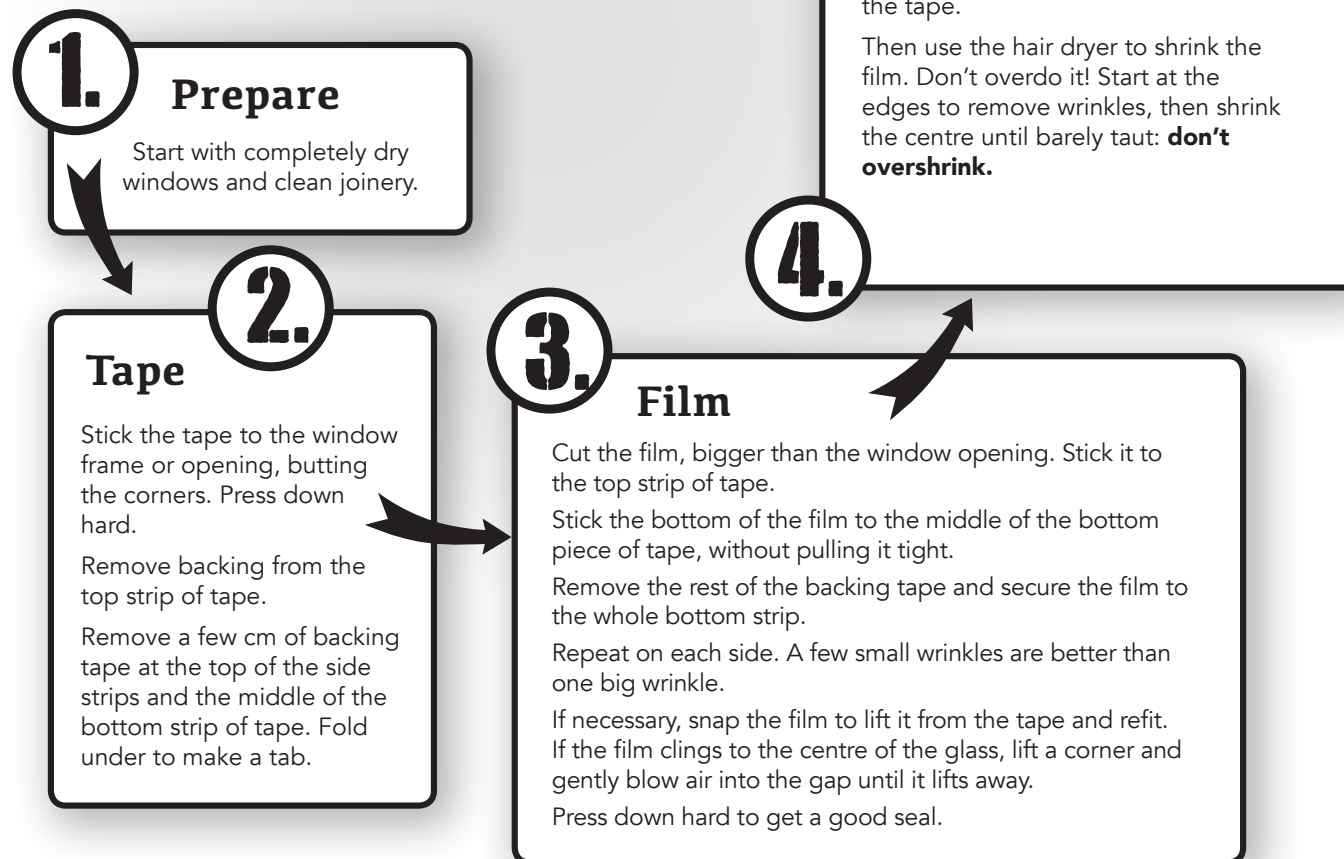 1.
Prepare
Start with completely dry
windows and clean joinery.
2.
Tape
Stick the tape to the window
frame or opening, butting
the corners. Press down
hard.
Remove backing from the
top strip of tape.
Remove a few cm of backing
tape at the top of the side
strips and the middle of the
bottom strip of tape. Fold
under to make a tab.
3.
Film
Cut the film, bigger than the window opening. Stick it to
the top strip of tape.
Stick the bottom of the film to the middle of the bottom
piece of tape, without pulling it tight.
Remove the rest of the backing tape and secure the film to
the whole bottom strip.
Repeat on each side. A few small wrinkles are better than
one big wrinkle.
If necessary, snap the film to lift it from the tape and refit.
If the film clings to the centre of the glass, lift a corner and
gently blow air into the gap until it lifts away.
Press down hard to get a good seal.
4.
the tape.
Then use the hair dryer to shrink the
film. Don’t overdo it! Start at the
edges to remove wrinkles, then shrink
the centre until barely taut: don’t
overshrink.